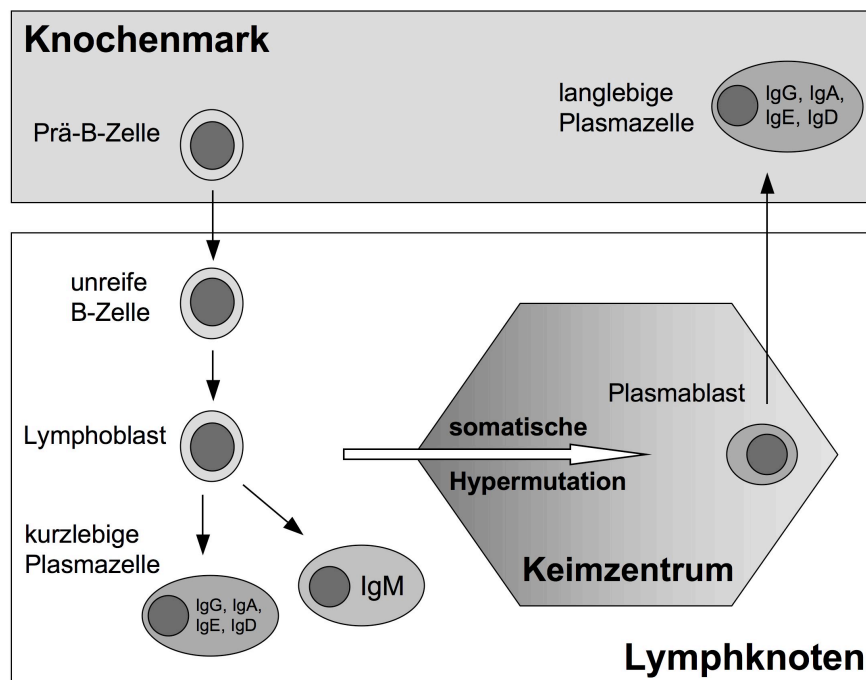 Knochenmark
Prä-B-Zelle
langlebige
Plasmazelle
IgG, IgA,
IgE, IgD
unreife
B-Zelle
Lymphoblast
kurzlebige
Plasmazelle
IgG, IgA,
IgE, IgD
IgM
somatische
Hypermutation
Plasmablast
Keimzentrum
Lymphknoten